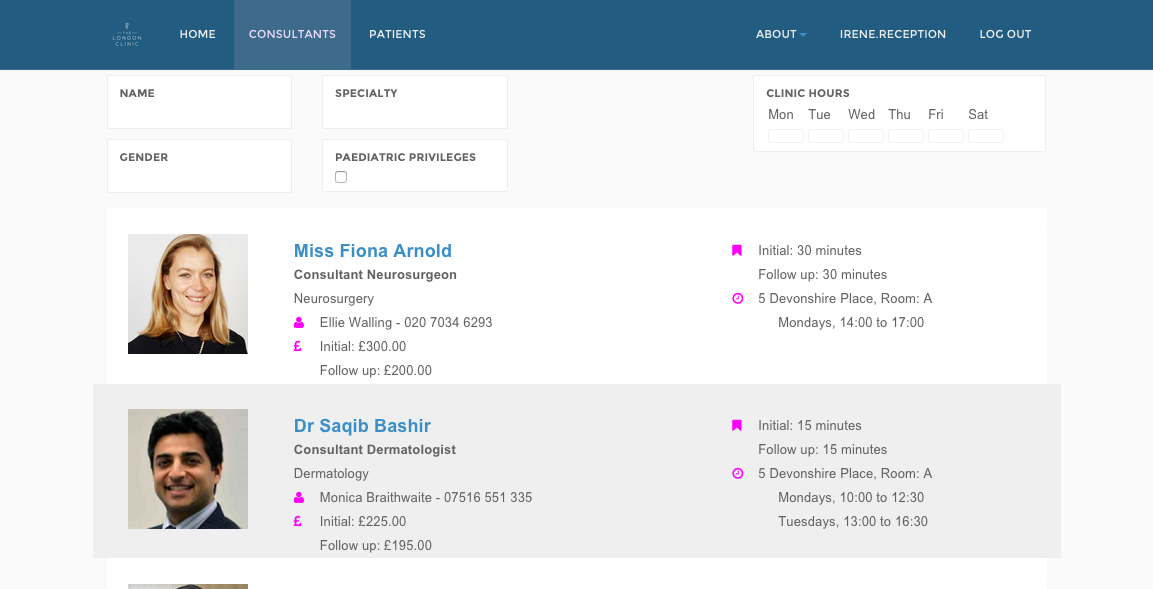 THE
LONDON
CLINIC
HOME
CONSULTANTS
PATIENTS
ABOUT
IRENE.RECEPTION
LOG OUT
NAME
SPECIALTY
CLINIC HOURS
Mon Tue Wed Thu Fri Sat
GENDER
PAEDIATRIC PRIVILEGES
Miss Fiona Arnold
Consultant Neurosurgeon
Neurosurgery
Ellie Walling - 020 7034 6293
£ Initial: £300.00
Follow up: £200.00
Initial: 30 minutes
Follow up: 30 minutes
5 Devonshire Place, Room: A
Mondays, 14:00 to 17:00
Dr Saqib Bashir
Consultant Dermatologist
Dermatology
Monica Braithwaite - 07516 551 335
£ Initial: £225.00
Follow up: £195.00
Initial: 15 minutes
Follow up: 15 minutes
5 Devonshire Place, Room: A
Mondays, 10:00 to 12:30
Tuesdays, 13:00 to 16:30